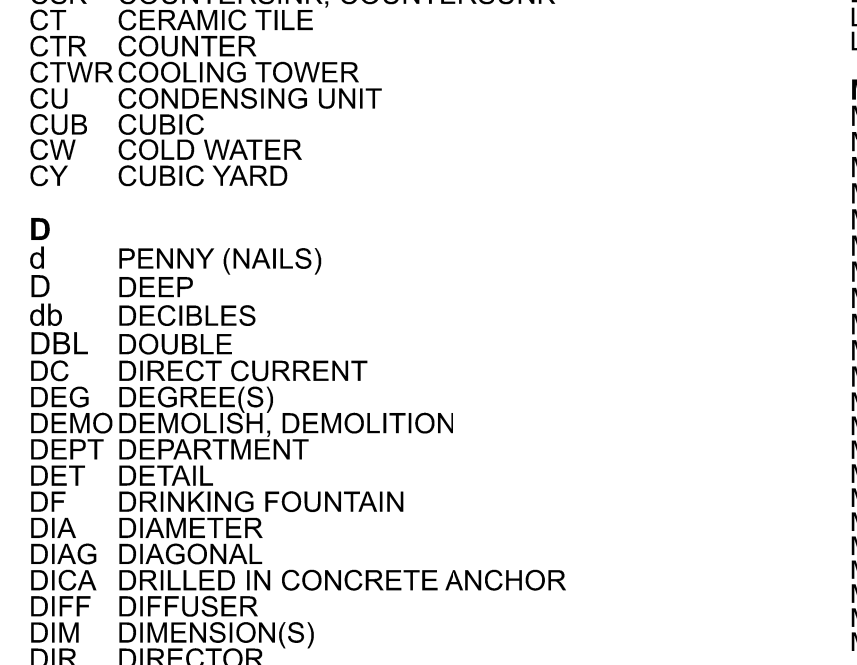 CT CERAMIC TILE
CTR COUNTER
CTWR COOLING TOWER
CU CONDENSING UNIT
CUB CUBIC
CW COLD WATER
CY CUBIC YARD
D
d PENNY (NAILS)
D DEEP
db DECIBLES
DBL DOUBLE
DC DIRECT CURRENT
DEG DEGREE(S)
DEMO DEMOLISH, DEMOLITION
DEPT DEPARTMENT
DET DETAIL
DF DRINKING FOUNTAIN
DIA DIAMETER
DIAG DIAGONAL
DICA DRILLED IN CONCRETE ANCHOR
DIFF DIFFUSER
DIM DIMENSION(S)
DIR DIRECTOR